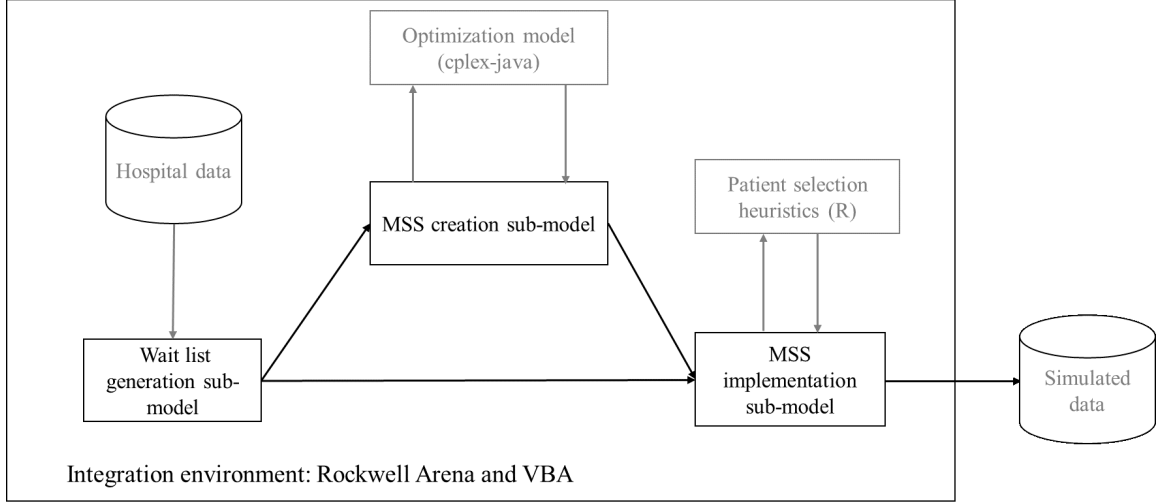 Optimization model
(cplex-java)
Hospital data
MSS creation sub-model
Patient selection
heuristics (R)
Wait list
generation sub-
model
MSS
implementation
sub-model
Simulated
data
Integration environment: Rockwell Arena and VBA